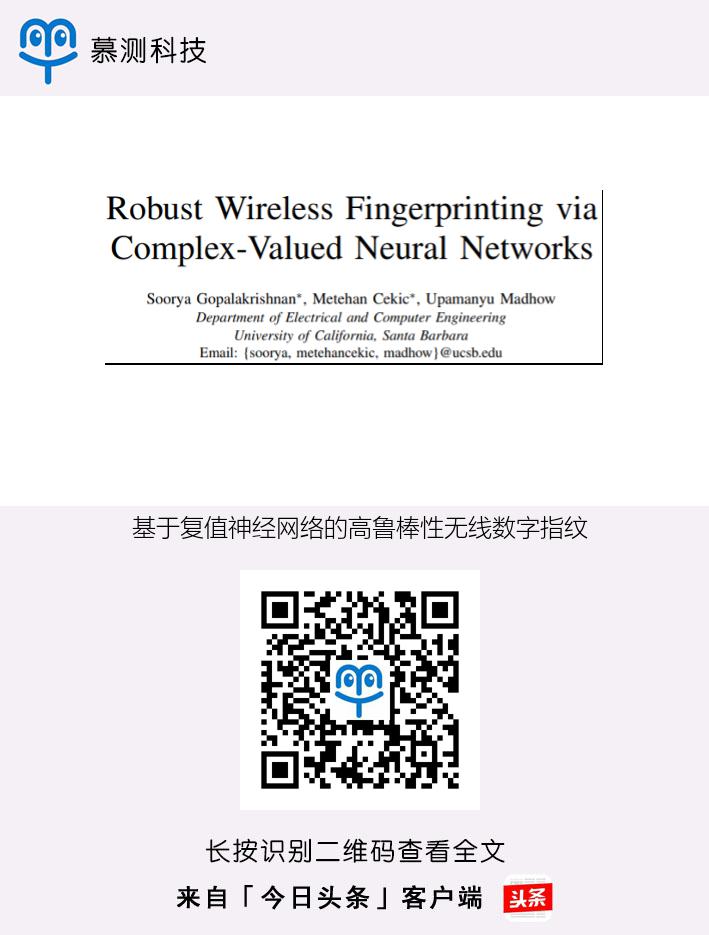 慕测科技
Robust Wireless Fingerprinting via
Complex-Valued Neural Networks
Soorya Gopalakrishnan*, Metehan Cekic*, Upamanyu Madhow
Department of Electrical and Computer Engineering
University of California, Santa Barbara
Email: {soorya, metehancekic, madhow}@ucsb.edu
基于复值神经网络的高鲁棒性无线数字指纹
长按识别二维码查看全文
来自「今日头条」客户端 头条